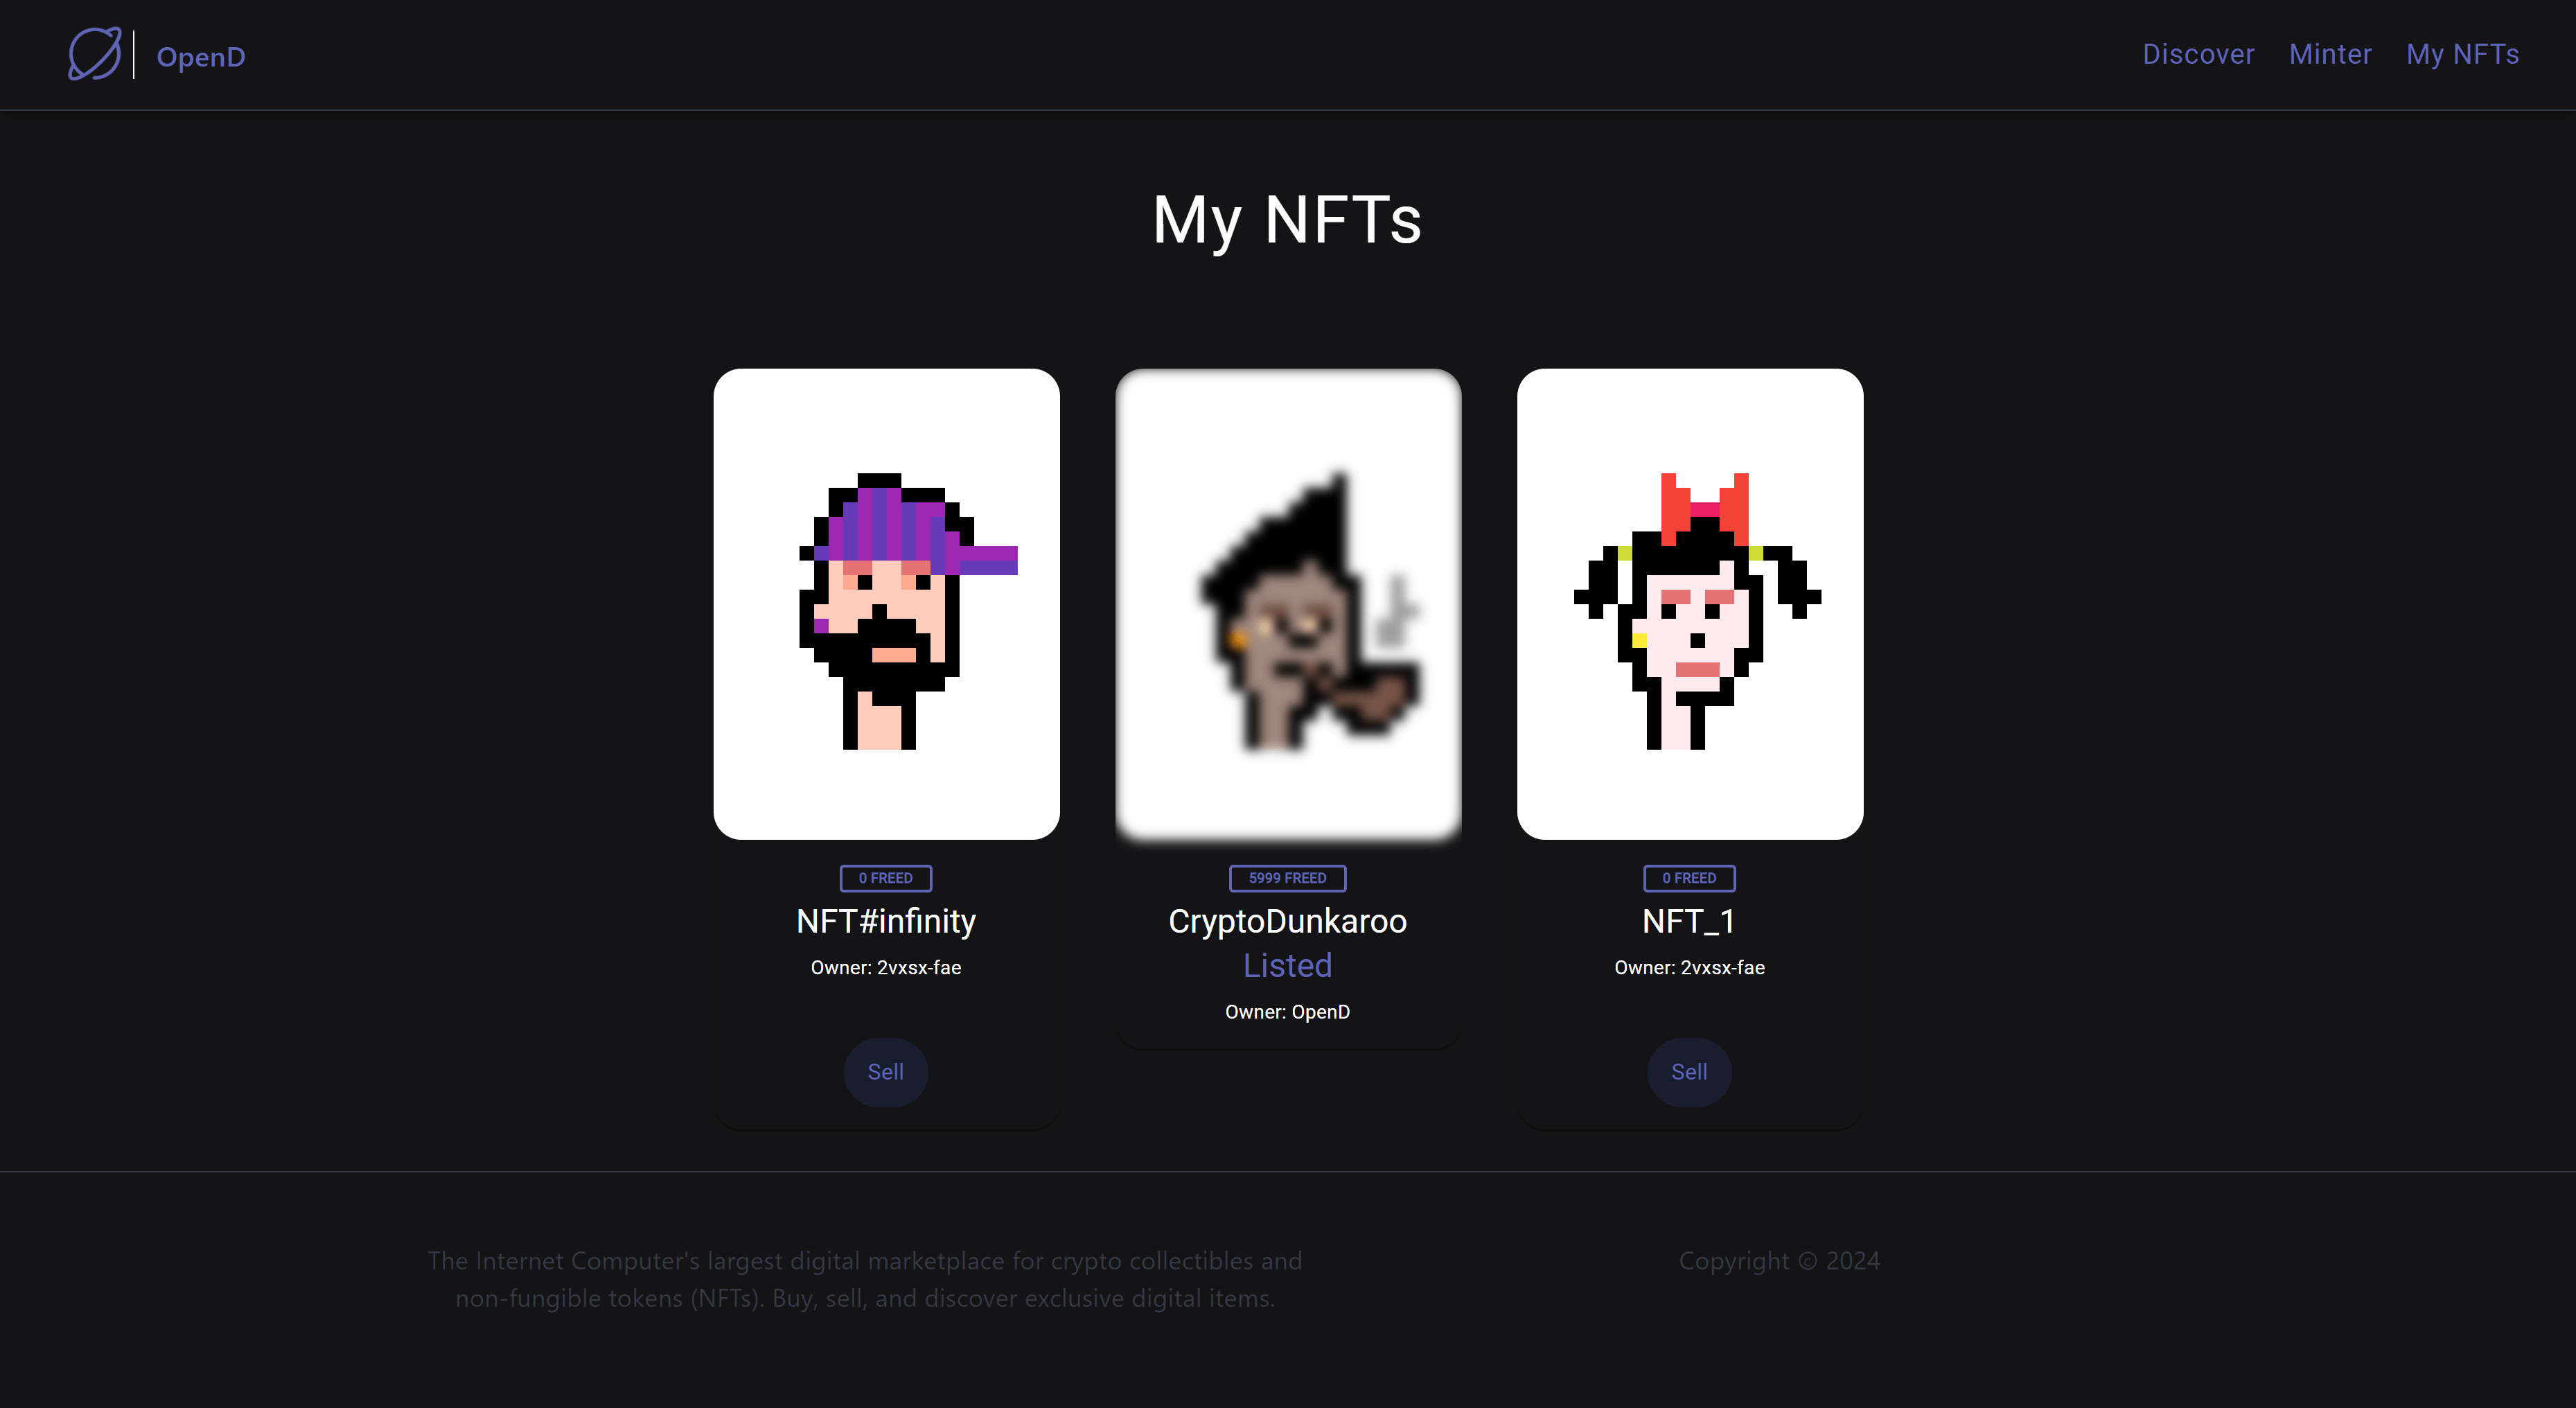 OpenD
Discover
Minter
My NFTs
My NFTs
0 FREED
NFT#infinity
Owner: 2vxsx-fae
Sell
5999 FREED
CryptoDunkaroo
Listed
Owner: OpenD
0 FREED
NFT_1
Owner: 2vxsx-fae
Sell
The Internet Computer's largest digital marketplace for crypto collectibles and
non-fungible tokens (NFTs). Buy, sell, and discover exclusive digital items.
Copyright © 2024